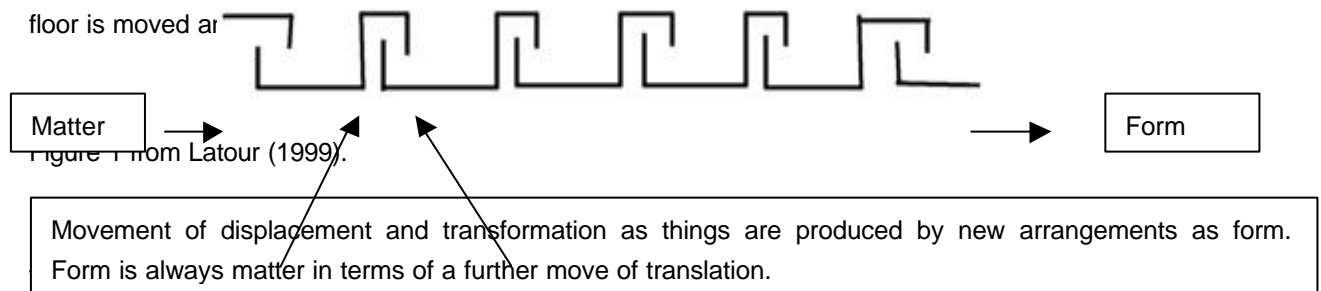 floor is moved
Matter
Form
Figure 1 from Latour (1999).
Movement of displacement and transformation as things are produced by new arrangements as form.
Form is always matter in terms of a further move of translation.